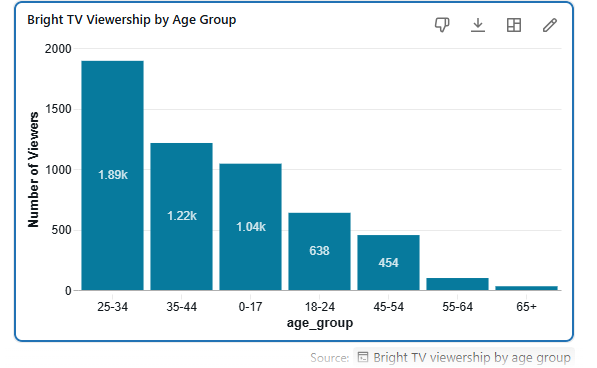 Bright TV Viewership by Age Group
2000
1500
1000
500
0
Number of Viewers
1.89k
1.22k
1.04k
638
454
25-34 35-44 0-17 18-24 45-54 55-64 65+
age_group
Source: Bright TV viewership by age group